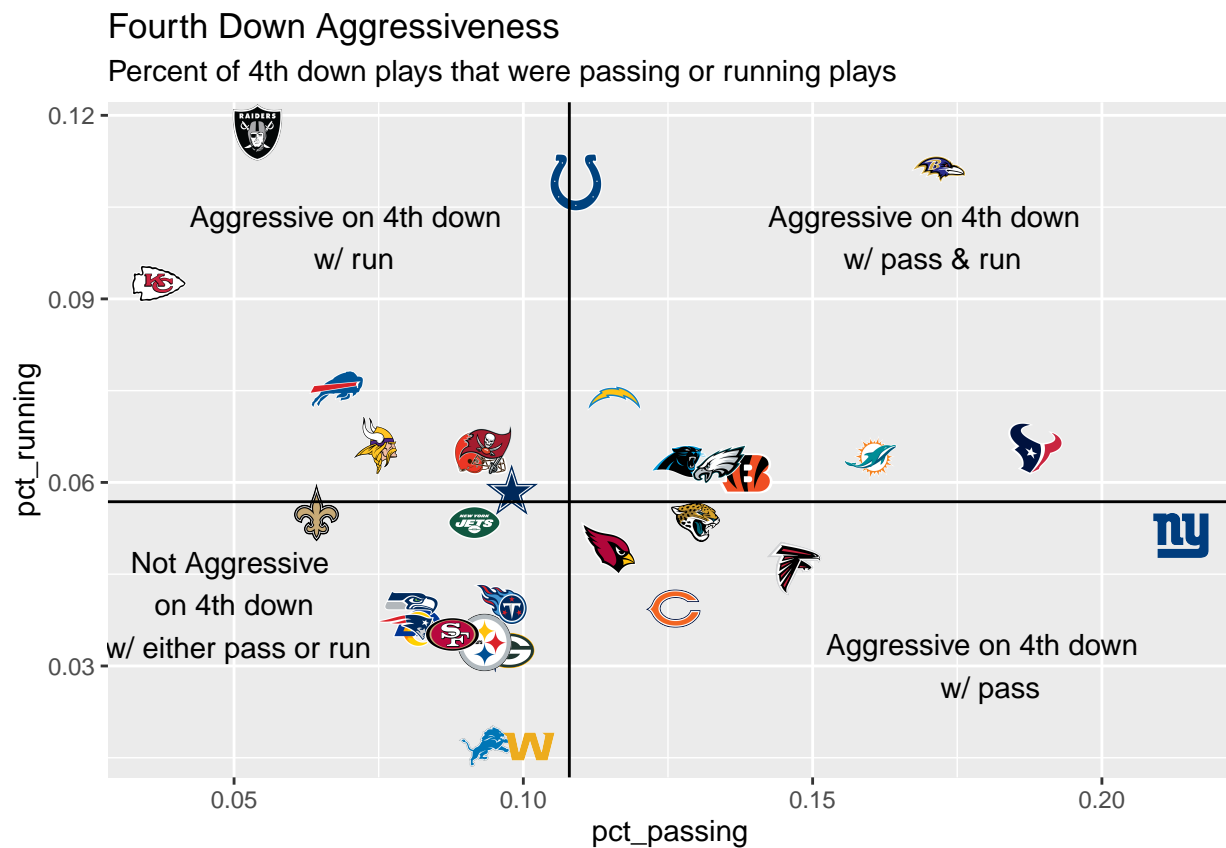 Fourth Down Aggressiveness
Percent of 4th down plays that were passing or running plays
0.12
RAIDERS
Aggressive on 4th down
w/ run
Aggressive on 4th down
w/ pass & run
KC
0.09
pct_running
0.06
NEW YORK
JETS
ny
Not Aggressive
on 4th down
w/ either pass or run
T
SF
G
C
B
Aggressive on 4th down
w/ pass
0.03
W
0.05
0.10
0.15
0.20
pct_passing